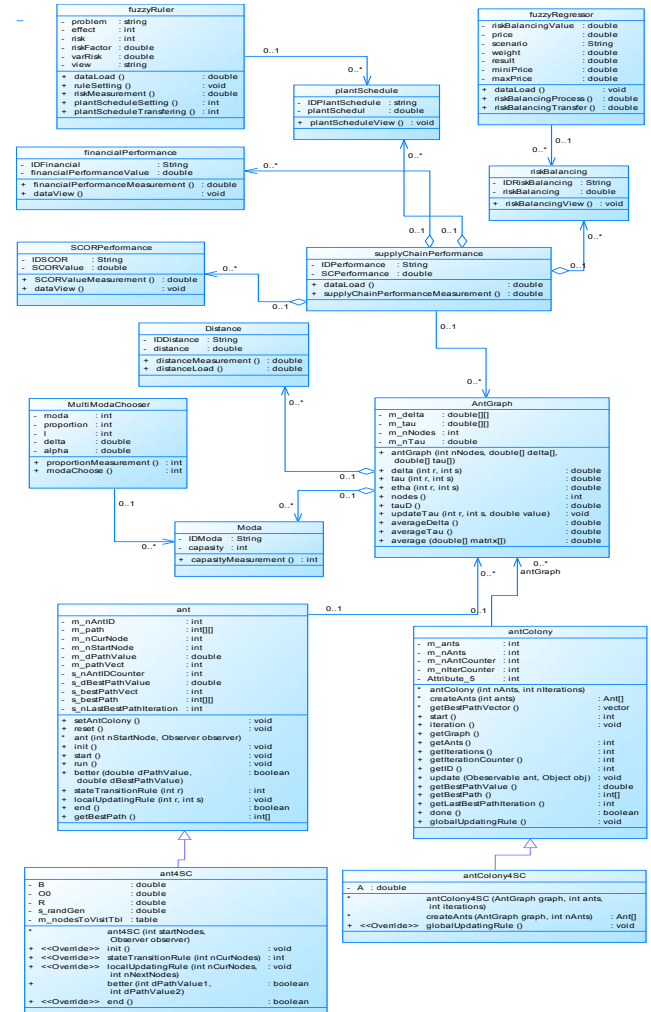 fuzzyRuler
- problem : string
- effect : int
- risk : int
- riskFactor : double
- varRisk : double
- view : string
+ dataLoad () : double
+ ruleSetting () : void
+ riskMeasurement () : double
+ plantScheduleSetting () : int
+ plantScheduleTransfering () : int
fuzzyRegressor
- riskBalancingValue : double
- price : double
- scenario : String
- weight : double
- result : double
- miniPrice : double
- maxPrice : double
+ dataLoad () : double
+ riskBalancingProcess () : double
+ riskBalancingTransfer () : double
0..1
0..*
plantSchedule
- IDPlantSchedule : string
- plantSchedul : double
+ plantScheduleView () : void
0..1
0..*
financialPerformance
- IDFinancial : String
- financialPerformanceValue : double
+ financialPerformanceMeasurement () : double
+ dataView () : void
0..*
0..*
riskBalancing
- IDRiskBalancing : String
- riskBalancing : double
+ riskBalancingView () : void
0..*
0..1
0..1
SCORPerformance
- IDSCOR : String
- SCORValue : double
+ SCORValueMeasurement () : double
+ dataView () : void
0..*
0..1
supplyChainPerformance
- IDPerformance : String
- SCPerformance : double
+ dataLoad () : double
+ supplyChainPerformanceMeasurement () : double
0..1
0..1
0..*
Distance
- IDDistance : String
- distance : double
+ distanceMeasurement () : double
+ distanceLoad () : double
0..*
0..1
MultiModaChooser
- moda : int
- proportion : int
- l : int
- delta : double
- alpha : double
+ proportionMeasurement () : int
+ modaChoose () : int
0..1
0..*
AntGraph
- m_delta : double[][]
- m_tau : double[][]
- m_nNodes : int
- m_nTau : double
+ antGraph (int nNodes, double[] delta[],
double[] tau[])
+ delta (int r, int s) : double
+ tau (int r, int s) : double
+ etha (int r, int s) : double
+ nodes () : int
+ tauD () : double
+ updateTau (int r, int s, double value) : void
+ averageDelta () : double
+ averageTau () : double
+ average (double[] matrix[]) : double
0..1
0..*
Moda
- IDModa : String
- capasity : int
+ capasityMeasurement () : int
0..*
0..*
antGraph
0..1
0..1
ant
- m_nAntID : int
- m_path : int[][]
- m_nCurNode : int
- m_nStartNode : int
- m_dPathValue : double
- m_pathVect : int
- s_nAntIDCounter : int
- s_dBestPathValue : double
- s_bestPathVect : int
- s_bestPath : int[][]
- s_nLastBestPathIteration : int
+ setAntColony () : void
+ reset () : void
* ant (int nStartNode, Observer observer)
+ init () : void
+ start () : void
+ run () : void
+ better (double dPathValue, : boolean
double dBestPathValue)
+ stateTransitionRule (int r) : int
+ localUpdatingRule (int r, int s) : void
+ end () : boolean
+ getBestPath () : int[]
antColony
- m_ants : int
- m_nAnts : int
- m_nAntCounter : int
- m_nIterCounter : int
- Attribute_5 : int
* antColony (int nAnts, int nIterations)
* createAnts (int ants) : Ant[]
* getBestPathVector () : vector
+ start () : int
+ iteration () : void
+ getGraph ()
+ getAnts () : int
+ getIterations () : int
+ getIterationCounter () : int
+ getID () : int
+ update (Obeservable ant, Object obj) : void
+ getBestPathValue () : double
+ getBestPath () : int[]
+ getLastBestPathIteration () : int
+ done () : boolean
+ globalUpdatingRule () : void
ant4SC
- B : double
- O0 : double
- R : double
- s_randGen : double
- m_nodesToVisitTbl : table
* ant4SC (int startNodes,
Observer observer)
+ <<Override>> init () : void
+ <<Override>> stateTransitionRule (int nCurNodes) : int
+ <<Override>> localUpdatingRule (int nCurNodes, : void
int nNextNodes)
+ better (int dPathValue1, : boolean
int dPathValue2)
+ <<Override>> end () : boolean
antColony4SC
- A : double
* antColony4SC (AntGraph graph, int ants,
int iterations)
* createAnts (AntGraph graph, int nAnts) : Ant[]
+ <<Override>> globalUpdatingRule () : void